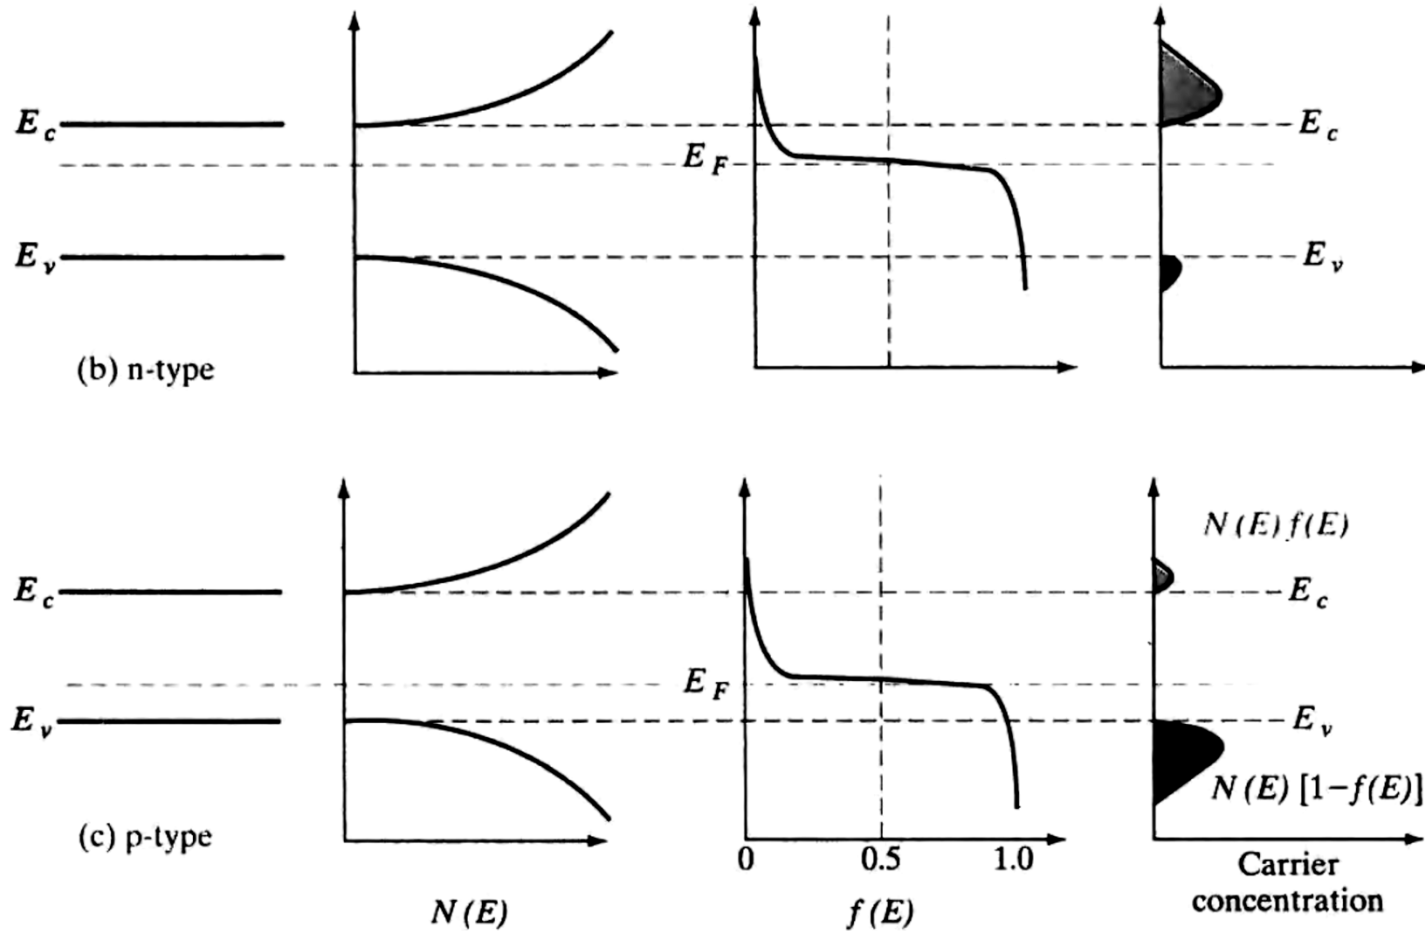 E_c
E_F
E_c
E_v
E_v
(b) n-type
N(E) f(E)
E_c
E_c
E_F
E_v
E_v
N(E) [1−f(E)]
(c) p-type
0 0.5 1.0
Carrier
concentration
N(E)
f(E)